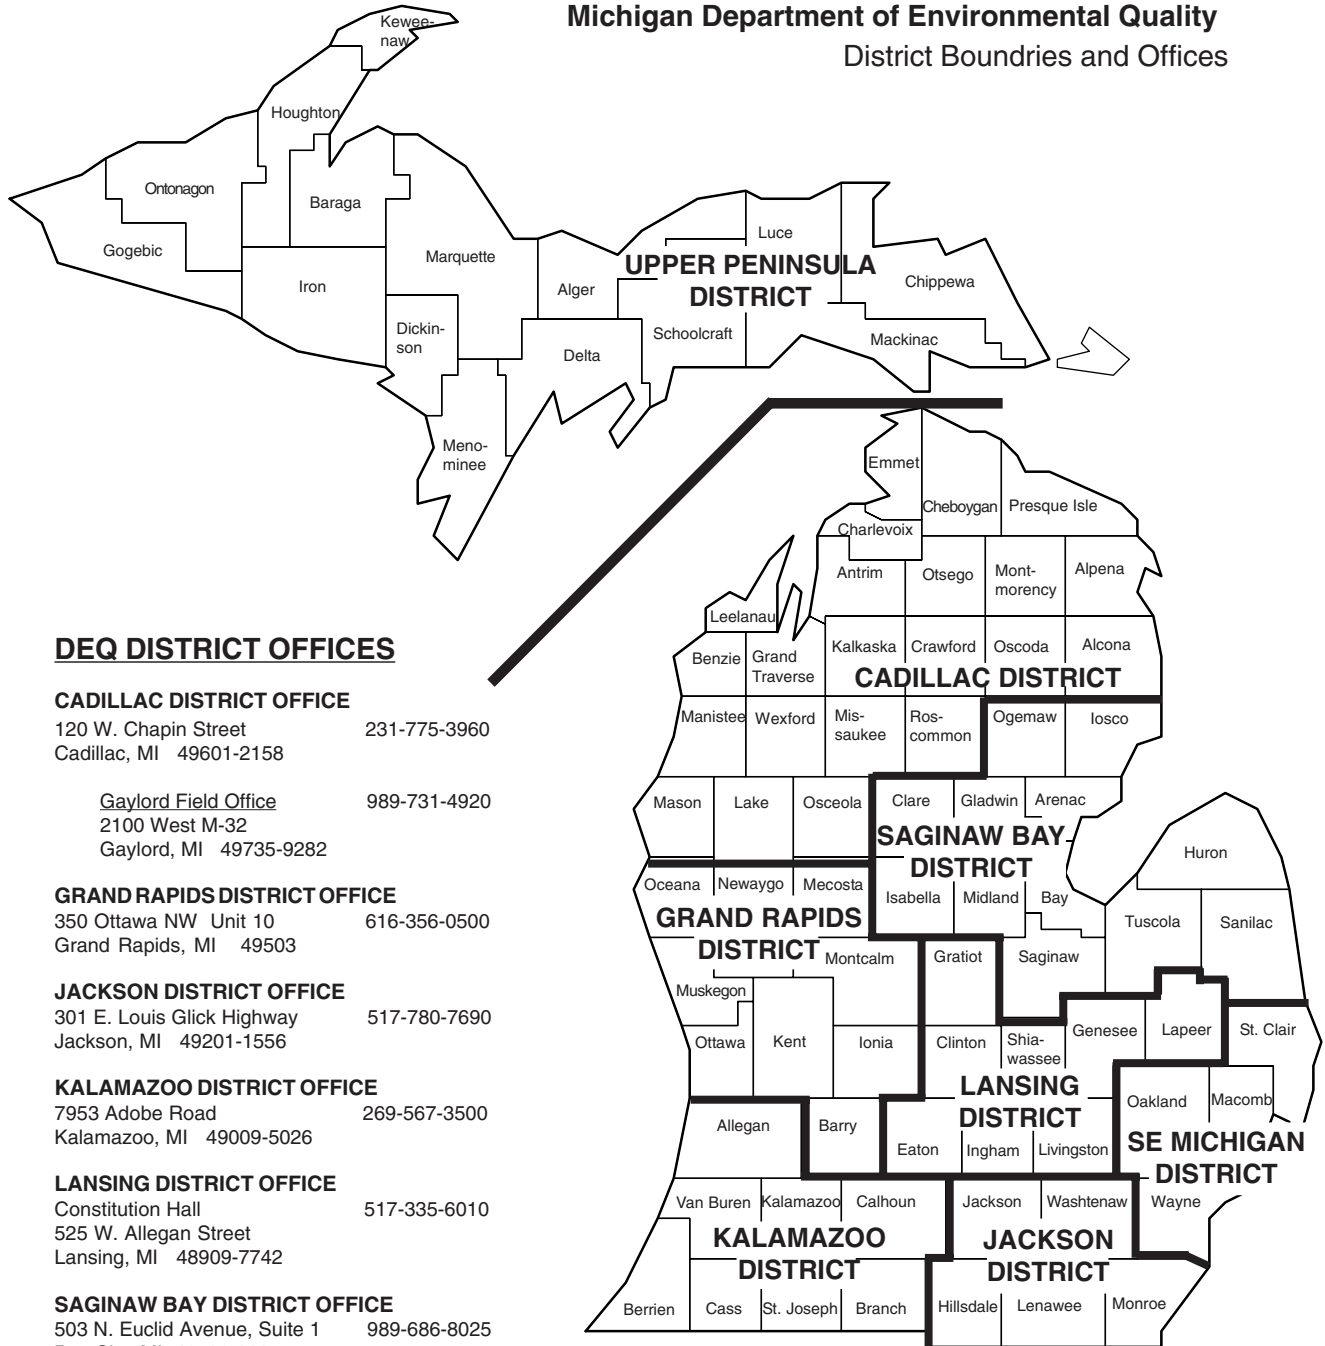 Michigan Department of Environmental Quality
District Boundries and Offices
Kewee-
naw
Houghton
Ontonagon
Baraga
Gogebic
Marquette
Iron
Alger
Luce
UPPER PENINSULA
DISTRICT
Chippewa
Dickin-
son
Delta
Schoolcraft
Mackinac
Meno-
minee
Emmet
Cheboygan
Presque Isle
Charlevoix
Antrim
Otsego
Mont-
morency
Alpena
Leelanau
Benzie
Grand
Traverse
Kalkaska
Crawford
Oscoda
Alcona
CADILLAC DISTRICT
Manistee
Wexford
Mis-
saukee
Ros-
common
Ogemaw
Iosco
Mason
Lake
Osceola
Clare
Gladwin
Arenac
SAGINAW BAY
DISTRICT
Huron
Oceana
Newaygo
Mecosta
Isabella
Midland
Bay
GRAND RAPIDS
DISTRICT
Tuscola
Sanilac
Montcalm
Gratiot
Saginaw
Muskegon
Ottawa
Kent
Ionia
Clinton
Shia-
wassee
Genesee
Lapeer
St. Clair
LANSING
DISTRICT
Oakland
Macomb
Allegan
Barry
Eaton
Ingham
Livingston
SE MICHIGAN
DISTRICT
Van Buren
Kalamazoo
Calhoun
Jackson
Washtenaw
Wayne
KALAMAZOO
DISTRICT
JACKSON
DISTRICT
Berrien
Cass
St. Joseph
Branch
Hillsdale
Lenawee
Monroe
DEQ DISTRICT OFFICES
CADILLAC DISTRICT OFFICE
120 W. Chapin Street 231-775-3960
Cadillac, MI 49601-2158
Gaylord Field Office 989-731-4920
2100 West M-32
Gaylord, MI 49735-9282
GRAND RAPIDS DISTRICT OFFICE
350 Ottawa NW Unit 10 616-356-0500
Grand Rapids, MI 49503
JACKSON DISTRICT OFFICE
301 E. Louis Glick Highway 517-780-7690
Jackson, MI 49201-1556
KALAMAZOO DISTRICT OFFICE
7953 Adobe Road 269-567-3500
Kalamazoo, MI 49009-5026
LANSING DISTRICT OFFICE
Constitution Hall 517-335-6010
525 W. Allegan Street
Lansing, MI 48909-7742
SAGINAW BAY DISTRICT OFFICE
503 N. Euclid Avenue, Suite 1 989-686-8025